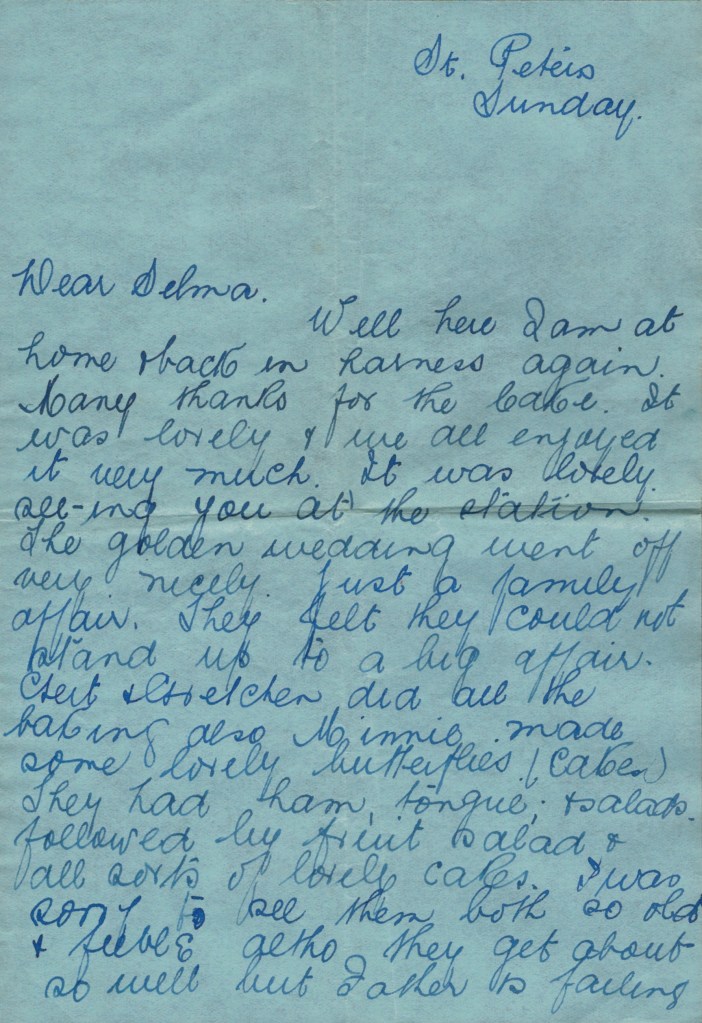 St. Peters
Sunday.
Dear Selma.
Well here I am at
home & back in harness again.
Many thanks for the cake. It
was lovely & we all enjoyed
it very much. It was lovely
see-ing you at the station.
The golden wedding went off
very nicely. Just a family
affair. They felt they could not
stand up to a big affair.
& Gretchen did all the
baking also Minnie made
some lovely butterflies (cakes)
They had ham, tongue, & salads.
followed by fruit salad &
all sorts of lovely cakes. I was
sorry to see them both so old
& feeble altho they get about
so well but Father is failing